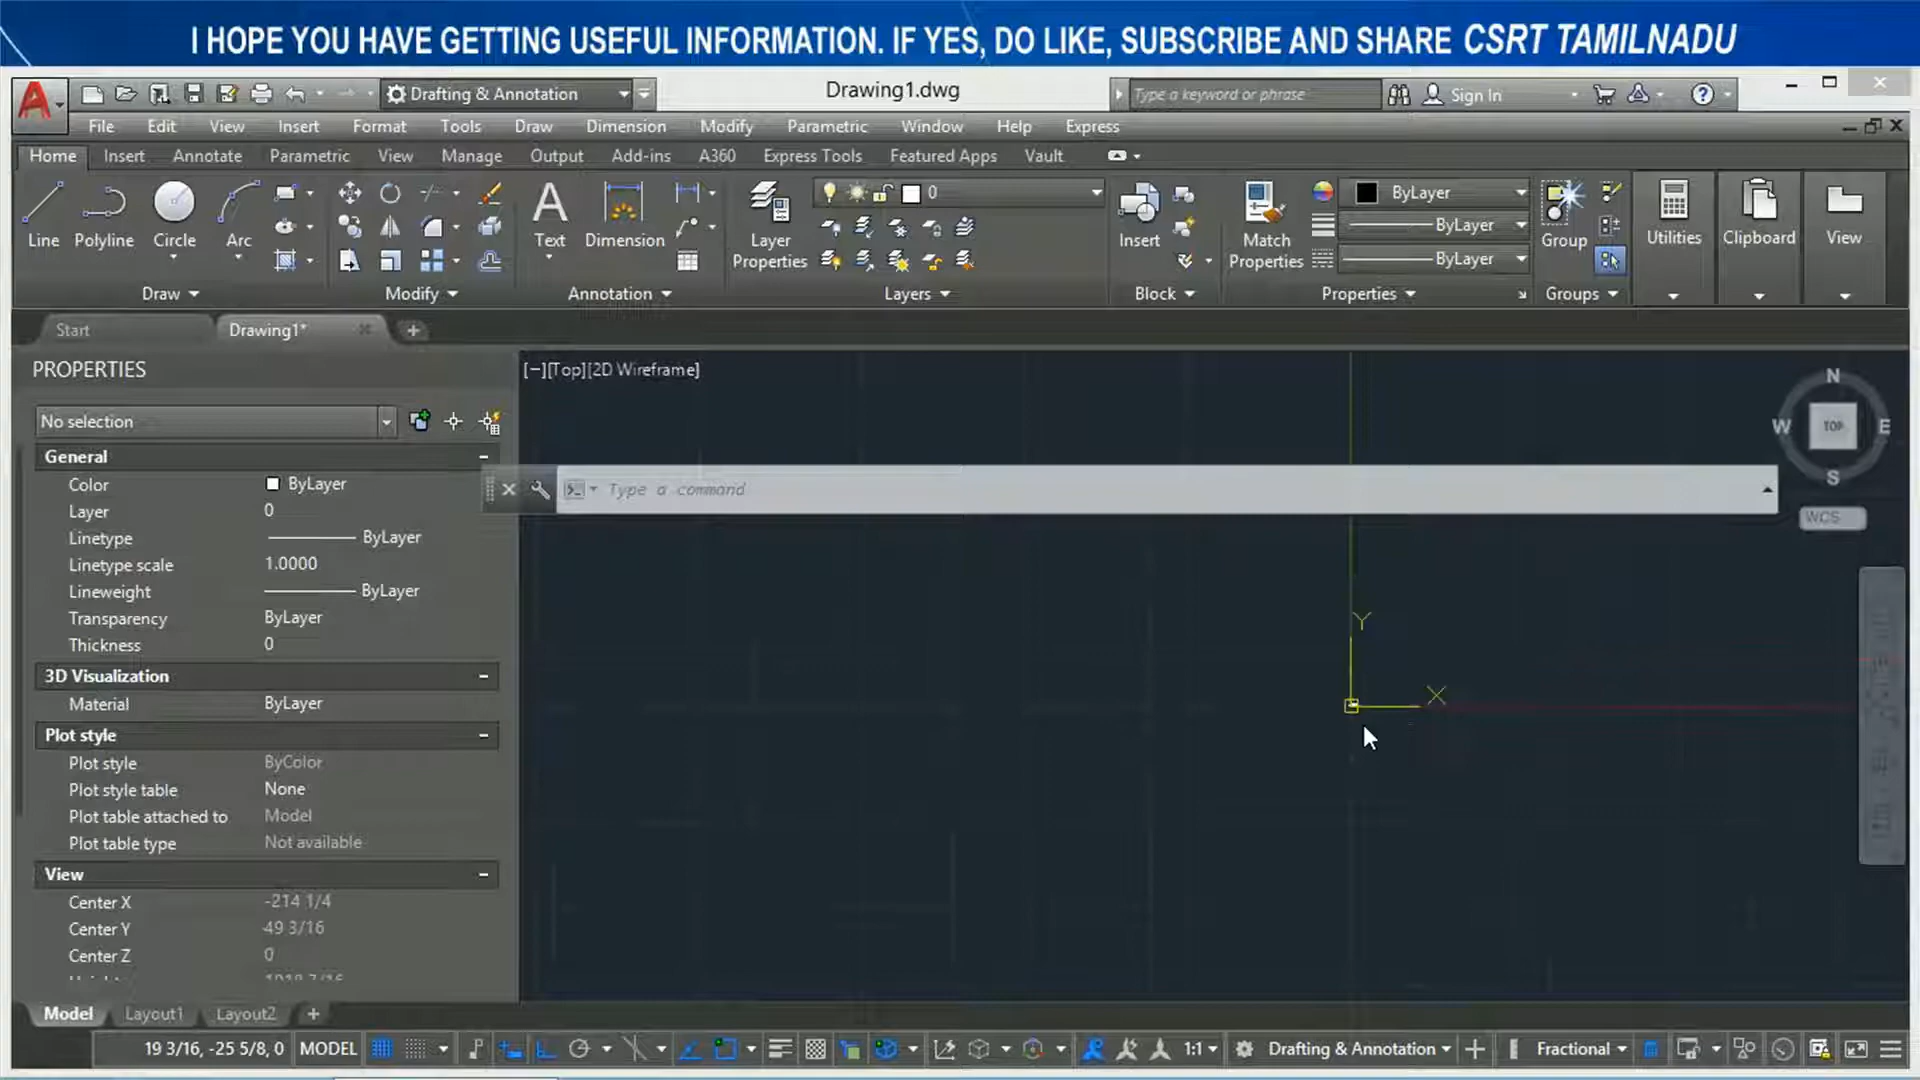 I HOPE YOU HAVE GETTING USEFUL INFORMATION. IF YES, DO LIKE, SUBSCRIBE AND SHARE CSRT TAMILNADU
Drafting & Annotation
Drawing1.dwg
Type a keyword or phrase
Sign In
File Edit View Insert Format Tools Draw Dimension Modify Parametric Window Help Express
Home Insert Annotate Parametric View Manage Output Add-ins A360 Express Tools Featured Apps Vault
0
ByLayer
ByLayer
ByLayer
Line Polyline Circle Arc
Text Dimension
Layer Properties
Insert
Match Properties
Group
Utilities
Clipboard
View
Draw Modify Annotation Layers Block Properties Groups
Start Drawing1* +
PROPERTIES
[−][Top][2D Wireframe]
N
W TOP E
S
WCS
No selection
General
Color ByLayer
Layer 0
Linetype ByLayer
Linetype scale 1.0000
Lineweight ByLayer
Transparency ByLayer
Thickness 0
3D Visualization
Material ByLayer
Plot style
Plot style ByColor
Plot style table None
Plot table attached to Model
Plot table type Not available
View
Center X -214 1/4
Center Y 49 3/16
Center Z 0
Type a command
Y
X
Model Layout1 Layout2 +
19 3/16, -25 5/8, 0 MODEL 1:1 Drafting & Annotation Fractional